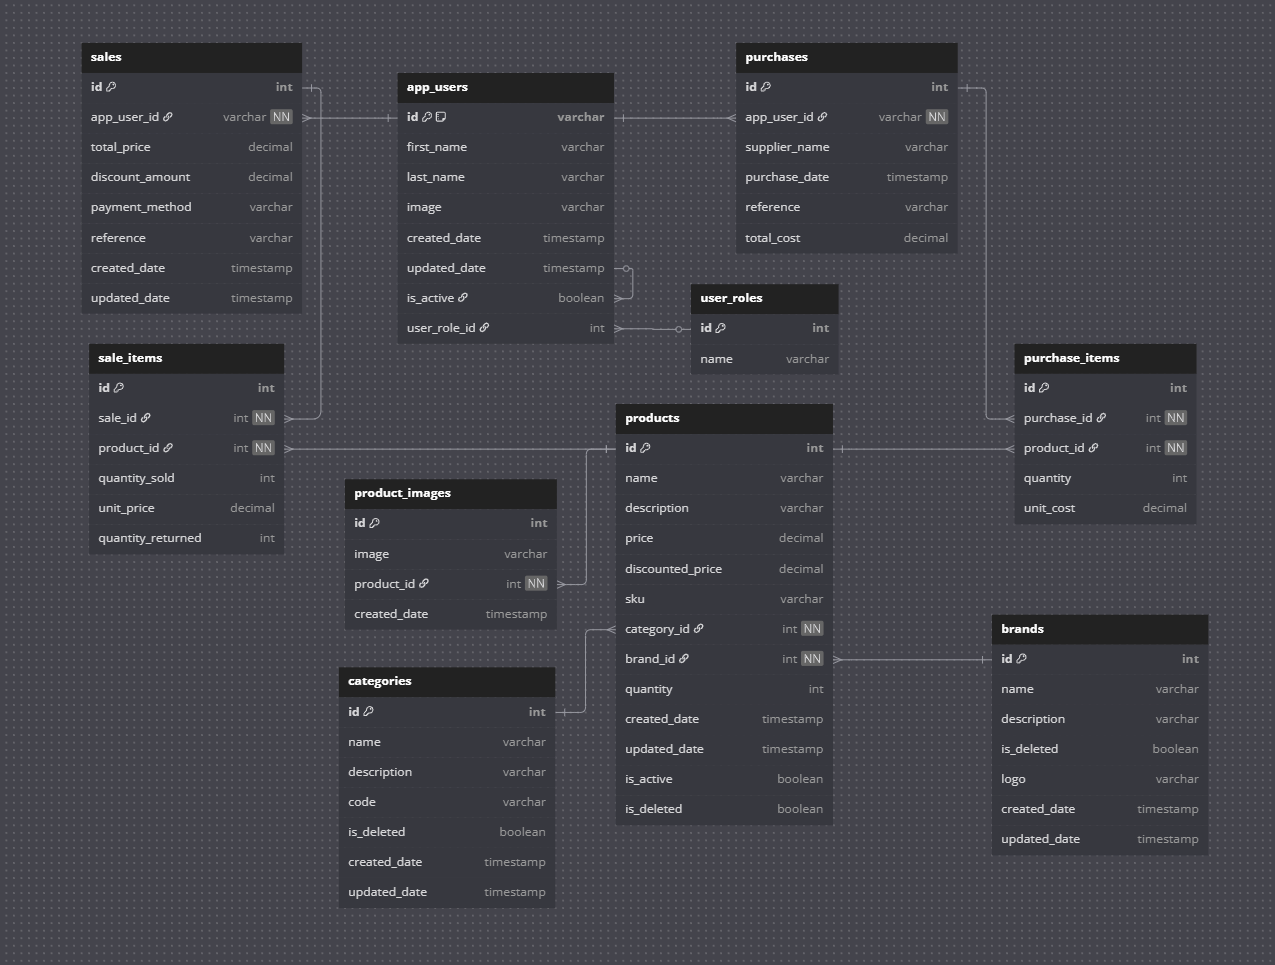 sales
id int
app_user_id varchar NN
total_price decimal
discount_amount decimal
payment_method varchar
reference varchar
created_date timestamp
updated_date timestamp
app_users
id varchar
first_name varchar
last_name varchar
image varchar
created_date timestamp
updated_date timestamp
is_active boolean
user_role_id int
purchases
id int
app_user_id varchar NN
supplier_name varchar
purchase_date timestamp
reference varchar
total_cost decimal
user_roles
id int
name varchar
sale_items
id int
sale_id int NN
product_id int NN
quantity_sold int
unit_price decimal
quantity_returned int
purchase_items
id int
purchase_id int NN
product_id int NN
quantity int
unit_cost decimal
products
id int
name varchar
description varchar
price decimal
discounted_price decimal
sku varchar
category_id int NN
brand_id int NN
quantity int
created_date timestamp
updated_date timestamp
is_active boolean
is_deleted boolean
product_images
id int
image varchar
product_id int NN
created_date timestamp
categories
id int
name varchar
description varchar
code varchar
is_deleted boolean
created_date timestamp
updated_date timestamp
brands
id int
name varchar
description varchar
is_deleted boolean
logo varchar
created_date timestamp
updated_date timestamp